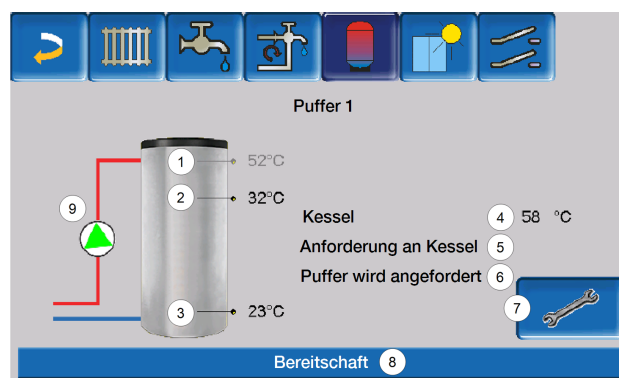 Puffer 1
1 52°C
2 32°C
9
Kessel 4 58 °C
Anforderung an Kessel 5
Puffer wird angefordert 6
3 23°C
7
Bereitschaft 8